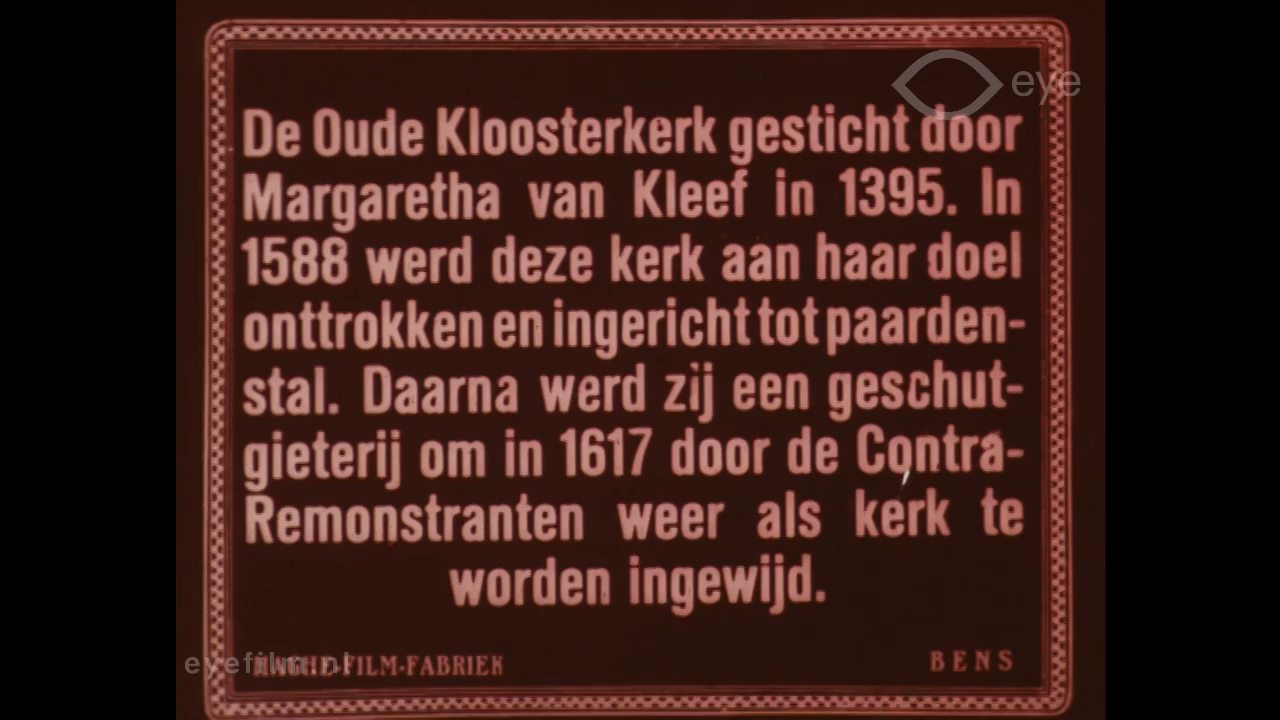 eye
De Oude Kloosterkerk gesticht door
Margaretha van Kleef in 1395. In
1588 werd deze kerk aan haar doel
onttrokken en ingericht tot paarden-
stal. Daarna werd zij een geschut-
gieterij om in 1617 door de Contra-
Remonstranten weer als kerk te
worden ingewijd.
eyefilm.nl
HAGHE-FILM-FABRIEK
BENS